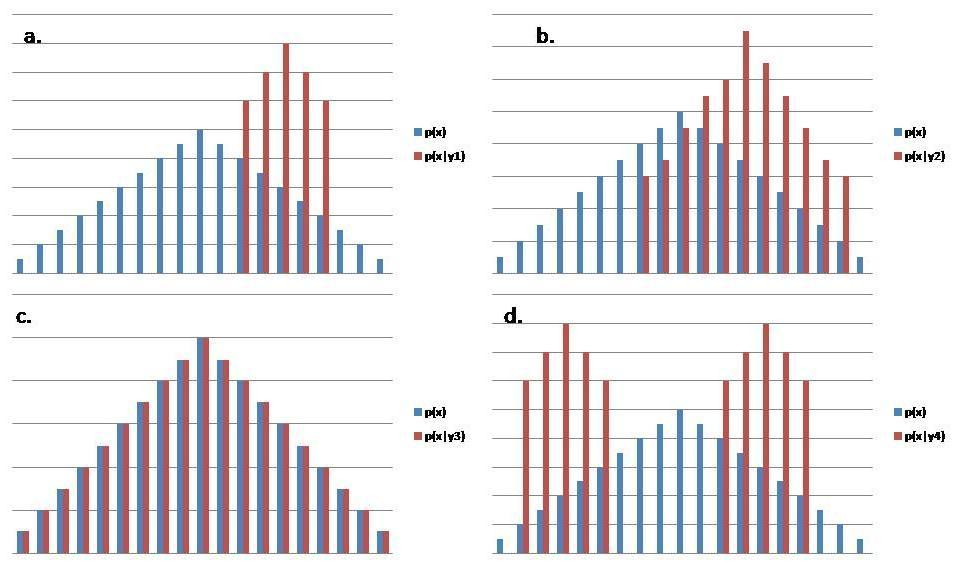 a.
p(x)
p(x|y1)
b.
p(x)
p(x|y2)
c.
p(x)
p(x|y3)
d.
p(x)
p(x|y4)